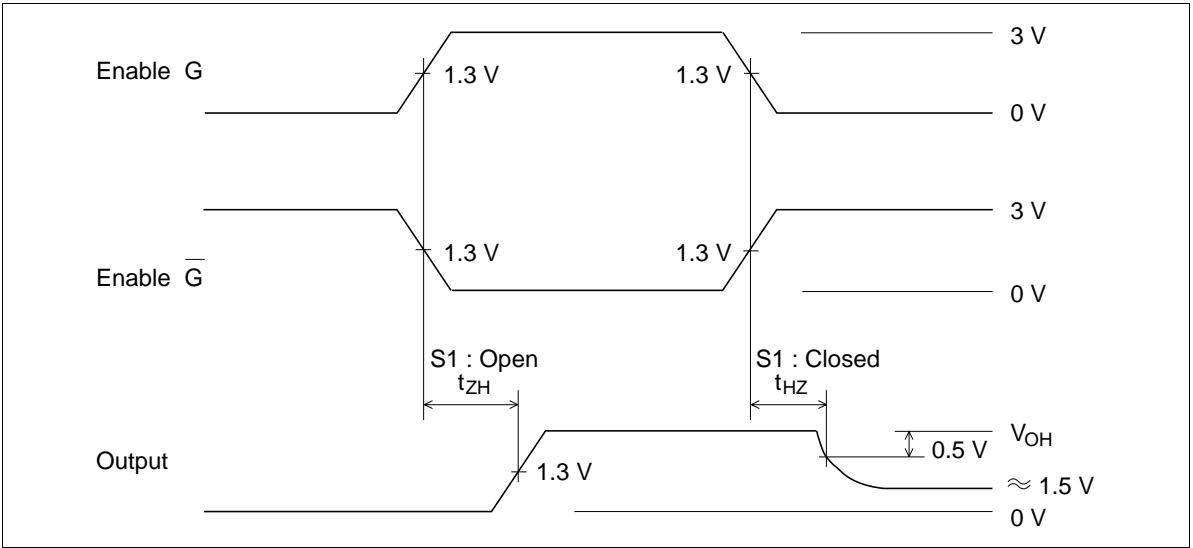 3 V
Enable G
1.3 V
1.3 V
0 V
3 V
1.3 V
1.3 V
Enable G̅
0 V
S1 : Open
S1 : Closed
tZH
tHZ
VOH
0.5 V
Output
1.3 V
≈ 1.5 V
0 V